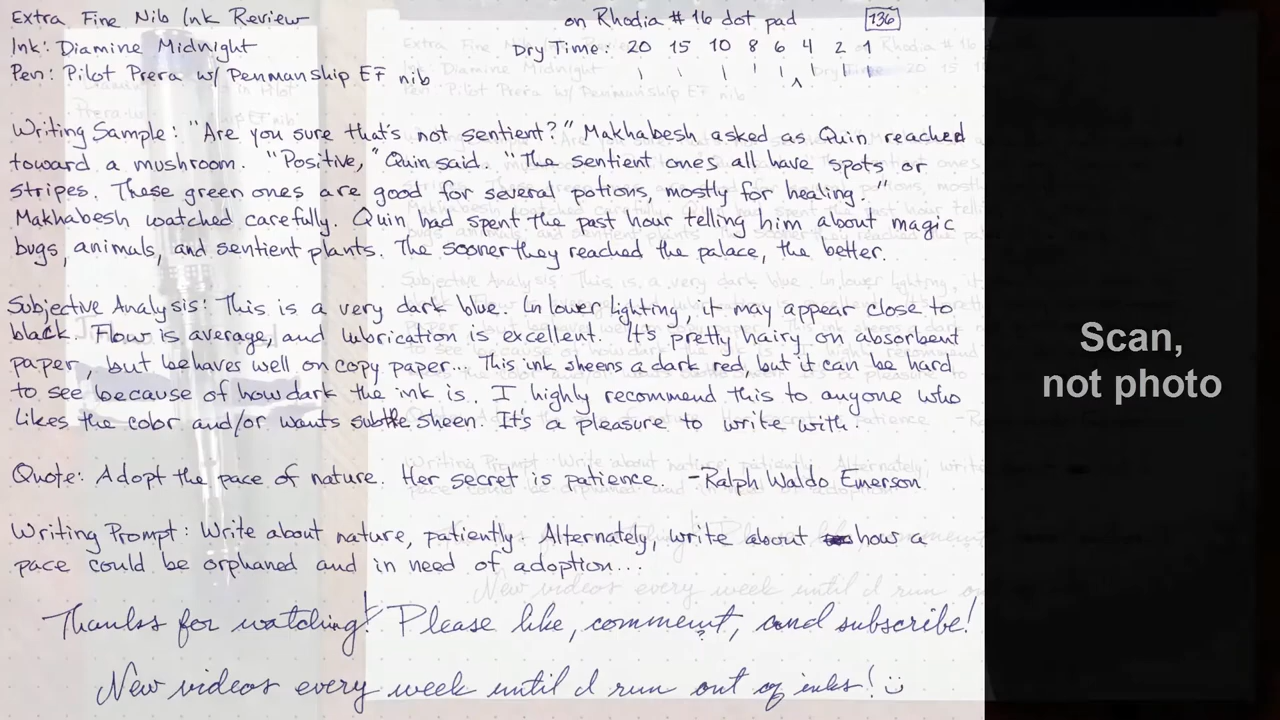 Extra Fine Nib Ink Review on Rhodia #16 dot pad 136
Ink: Diamine Midnight Dry Time: 20 15 10 8 6 4 2 1
Pen: Pilot Prera w/ Penmanship EF nib
Writing Sample: "Are you sure that's not sentient?" Makhabesh asked as Quin reached
toward a mushroom. "Positive," Quin said. "The sentient ones all have spots or
stripes. These green ones are good for several potions, mostly for healing."
Makhabesh watched carefully. Quin had spent the past hour telling him about magic
bugs, animals, and sentient plants. The sooner they reached the palace, the better.
Subjective Analysis: This is a very dark blue. In lower lighting, it may appear close to
black. Flow is average, and lubrication is excellent. It's pretty hairy on absorbent
paper, but behaves well on copy paper... This ink sheens a dark red, but it can be hard
to see because of how dark the ink is. I highly recommend this to anyone who
likes the color and/or wants subtle sheen. It's a pleasure to write with.
Quote: Adopt the pace of nature. Her secret is patience. -Ralph Waldo Emerson
Writing Prompt: Write about nature, patiently. Alternately, write about how a
pace could be orphaned and in need of adoption...
Thanks for watching! Please like, comment, and subscribe!
New videos every week until I run out of inks! :)
Scan,
not photo